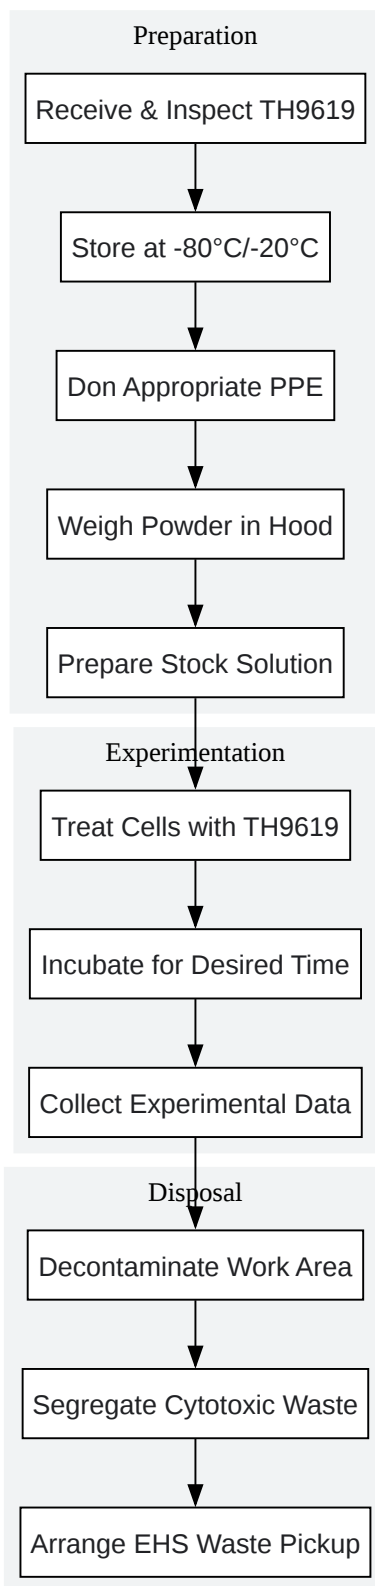 Preparation
Receive & Inspect TH9619
Store at -80°C/-20°C
Don Appropriate PPE
Weigh Powder in Hood
Prepare Stock Solution
Experimentation
Treat Cells with TH9619
Incubate for Desired Time
Collect Experimental Data
Disposal
Decontaminate Work Area
Segregate Cytotoxic Waste
Arrange EHS Waste Pickup